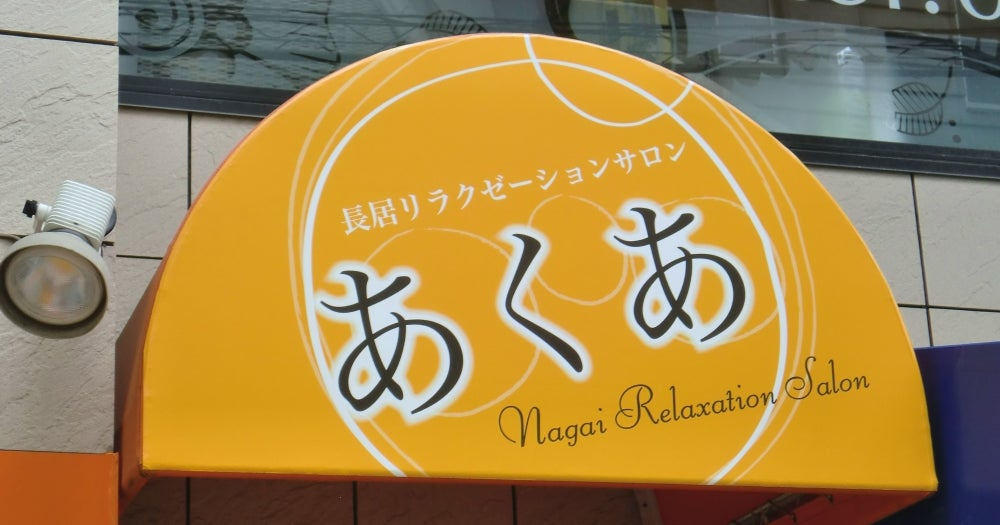 長居リラクゼーションサロン
あくあ
Nagai Relaxation Salon